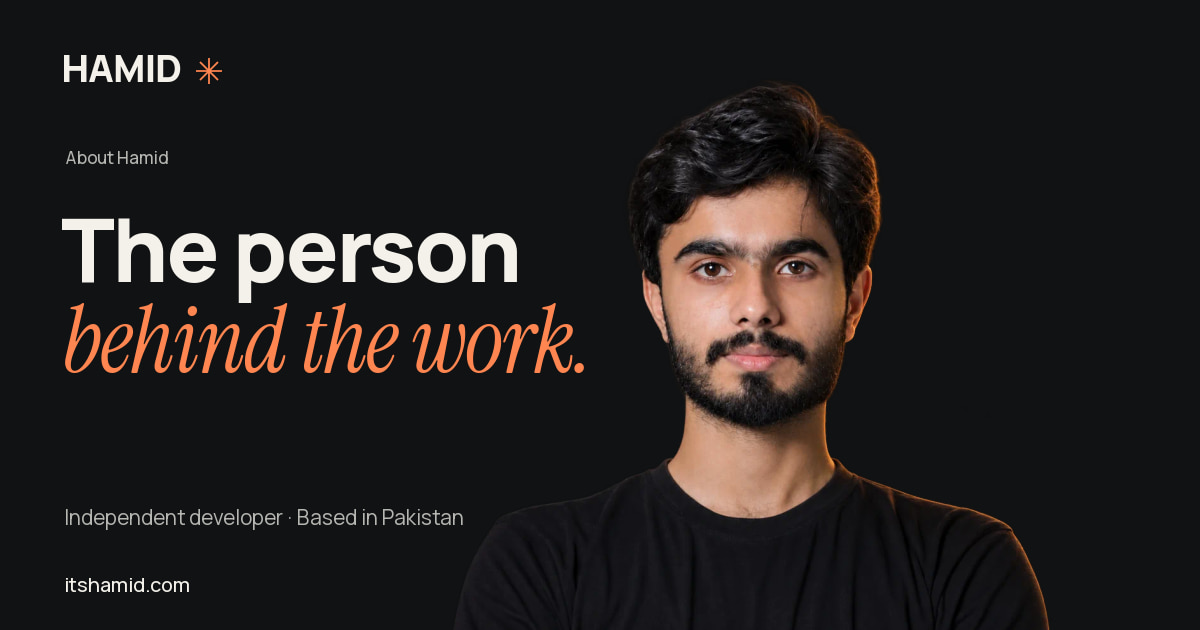 HAMID
About Hamid
The person
behind the work.
Independent developer · Based in Pakistan
itshamid.com